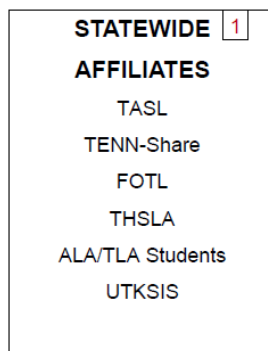 STATEWIDE 1
AFFILIATES
TASL
TENN-Share
FOTL
THSLA
ALA/TLA Students
UTKSIS